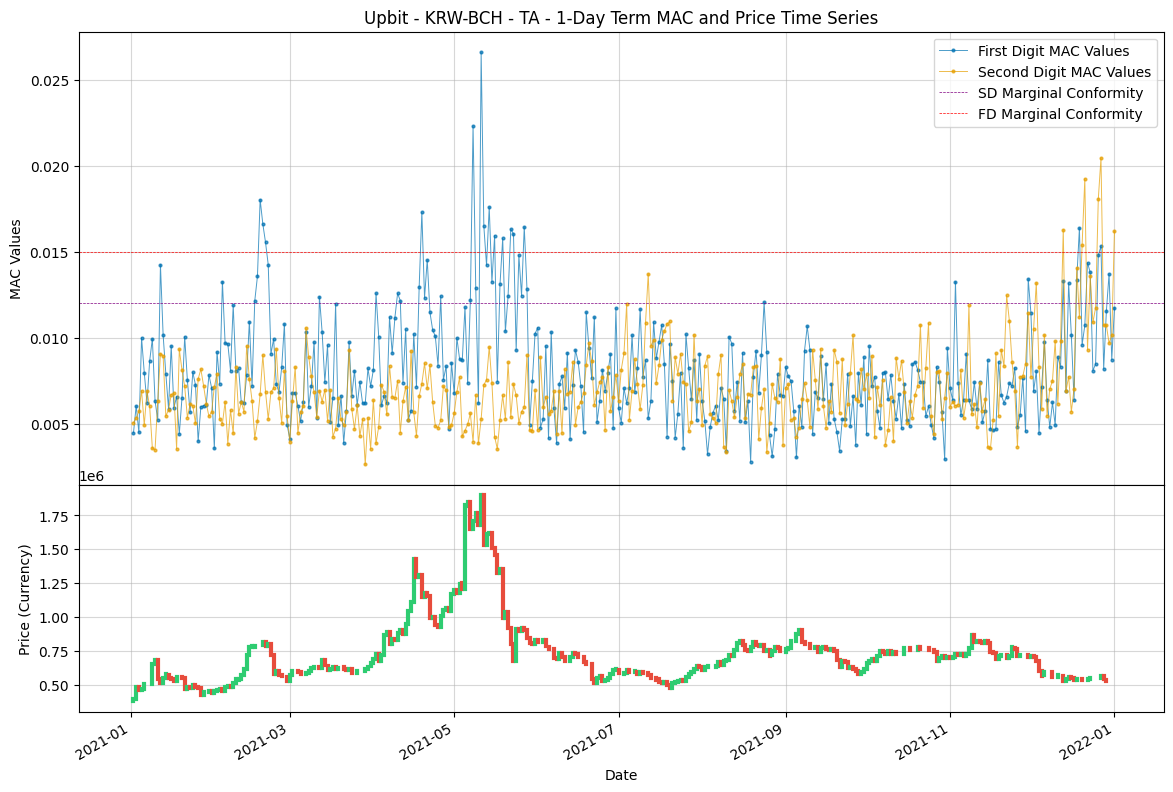 Upbit - KRW-BCH - TA - 1-Day Term MAC and Price Time Series
First Digit MAC Values
Second Digit MAC Values
SD Marginal Conformity
FD Marginal Conformity
MAC Values
0.025
0.020
0.015
0.010
0.005
1e6
Price (Currency)
1.75
1.50
1.25
1.00
0.75
0.50
2021-01
2021-03
2021-05
2021-07
2021-09
2021-11
2022-01
Date